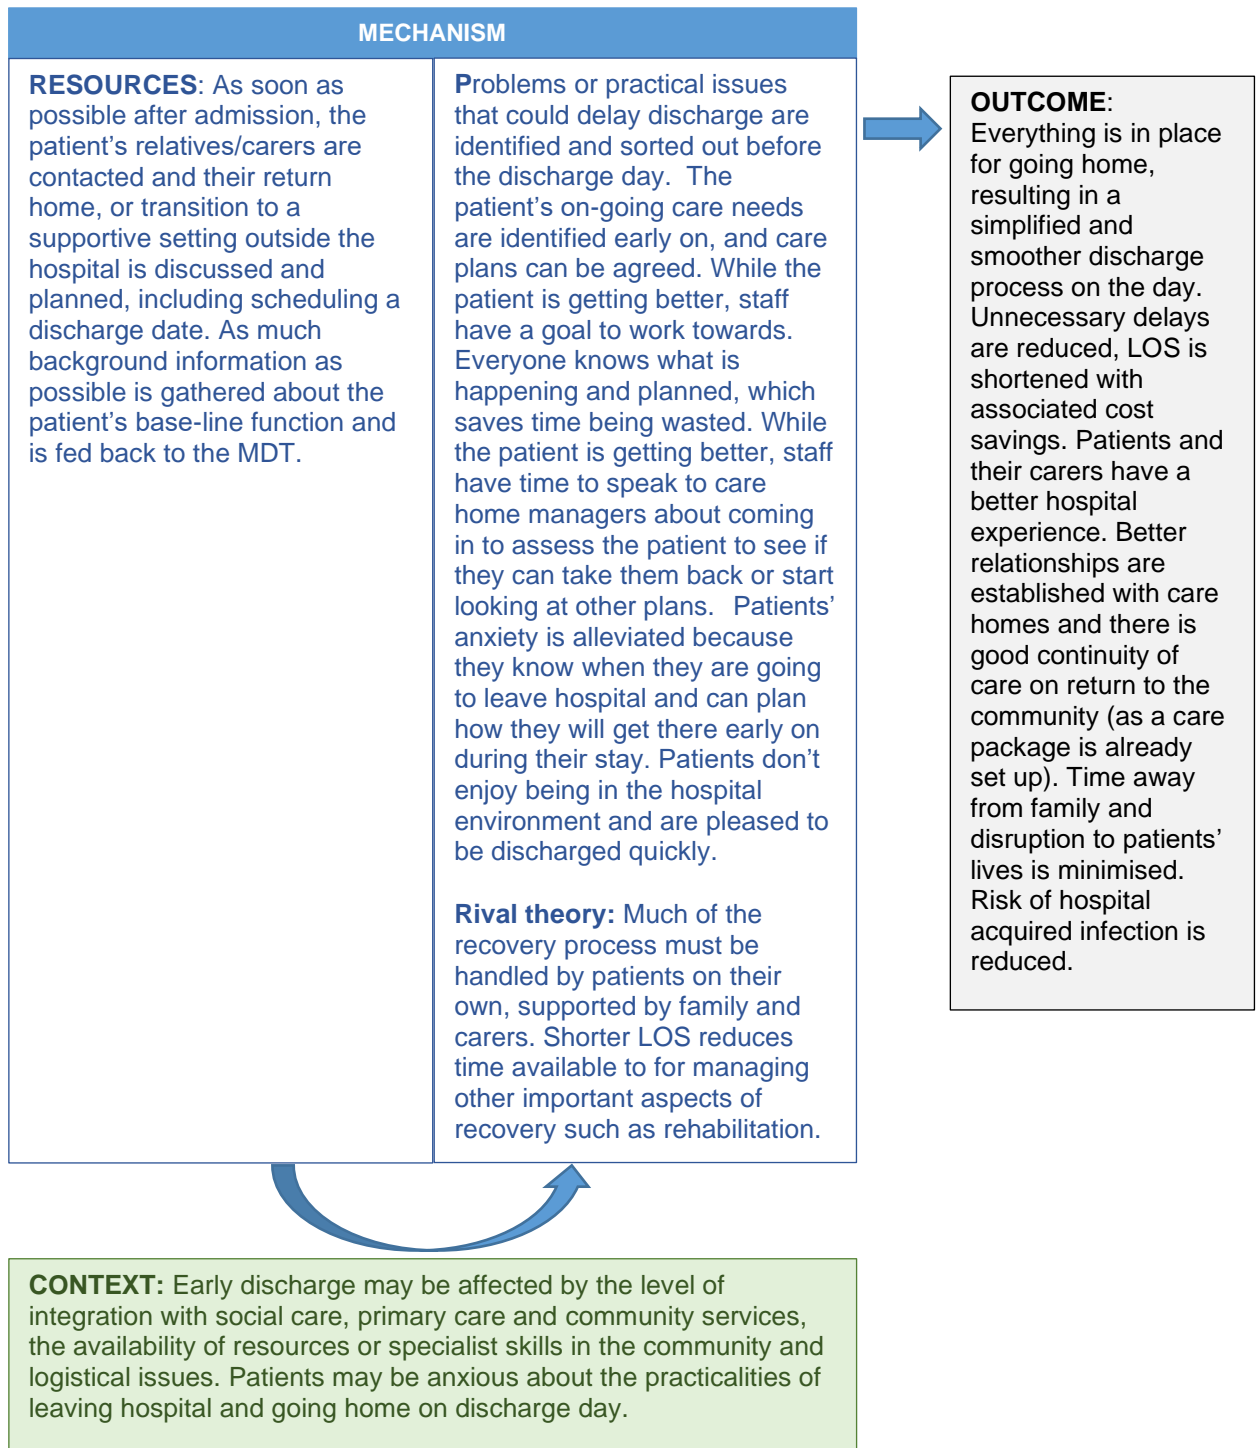 MECHANISM
RESOURCES: As soon as
possible after admission, the
patient’s relatives/carers are
contacted and their return
home, or transition to a
supportive setting outside the
hospital is discussed and
planned, including scheduling a
discharge date. As much
background information as
possible is gathered about the
patient’s base-line function and
is fed back to the MDT.
Problems or practical issues
that could delay discharge are
identified and sorted out before
the discharge day.  The
patient’s on-going care needs
are identified early on, and care
plans can be agreed. While the
patient is getting better, staff
have a goal to work towards.
Everyone knows what is
happening and planned, which
saves time being wasted. While
the patient is getting better, staff
have time to speak to care
home managers about coming
in to assess the patient to see if
they can take them back or start
looking at other plans.   Patients’
anxiety is alleviated because
they know when they are going
to leave hospital and can plan
how they will get there early on
during their stay. Patients don’t
enjoy being in the hospital
environment and are pleased to
be discharged quickly.
Rival theory: Much of the
recovery process must be
handled by patients on their
own, supported by family and
carers. Shorter LOS reduces
time available to for managing
other important aspects of
recovery such as rehabilitation.
OUTCOME:
Everything is in place
for going home,
resulting in a
simplified and
smoother discharge
process on the day.
Unnecessary delays
are reduced, LOS is
shortened with
associated cost
savings. Patients and
their carers have a
better hospital
experience. Better
relationships are
established with care
homes and there is
good continuity of
care on return to the
community (as a care
package is already
set up). Time away
from family and
disruption to patients’
lives is minimised.
Risk of hospital
acquired infection is
reduced.
CONTEXT: Early discharge may be affected by the level of
integration with social care, primary care and community services,
the availability of resources or specialist skills in the community and
logistical issues. Patients may be anxious about the practicalities of
leaving hospital and going home on discharge day.